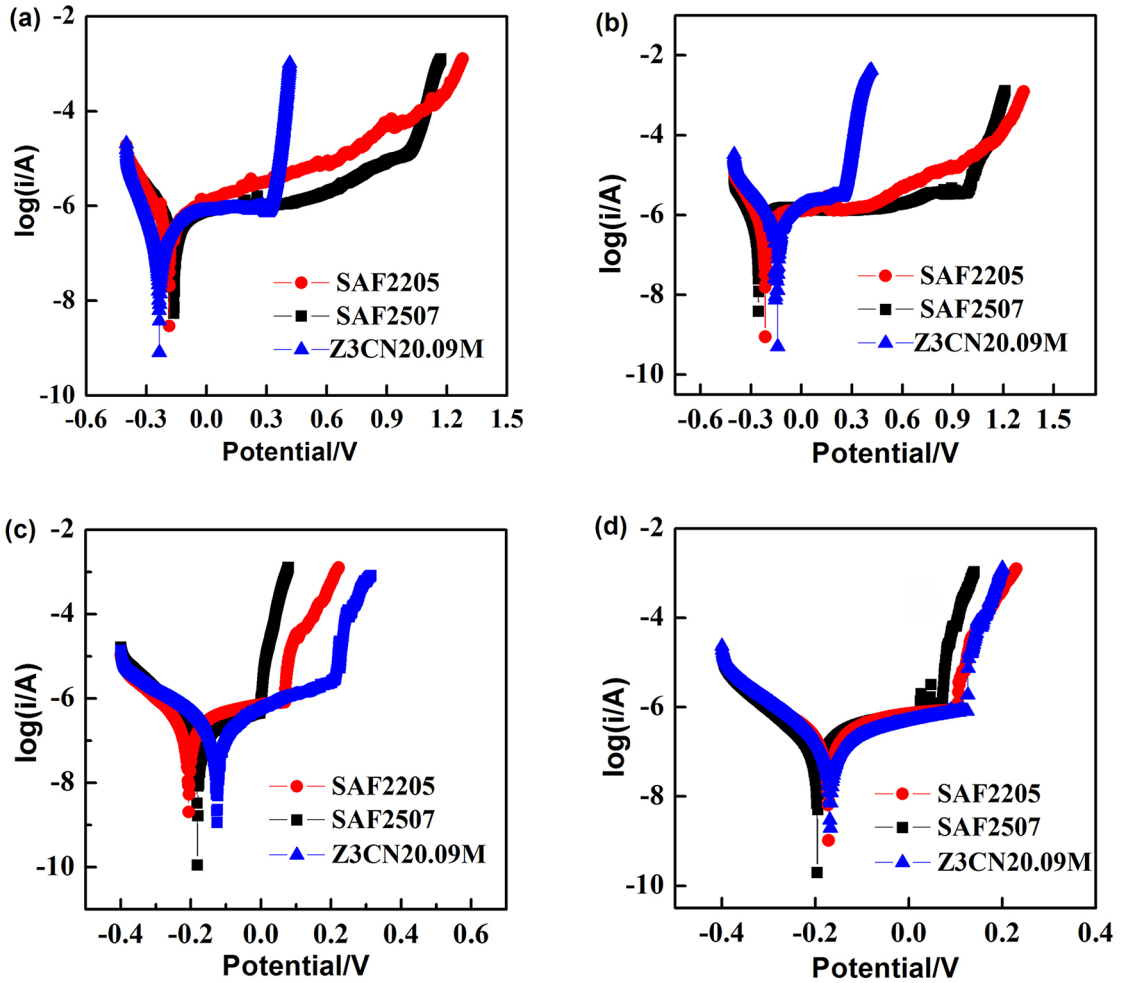 (a)
-2
-4
-6
-8
-10
log(i/A)
-0.6 -0.3 0.0 0.3 0.6 0.9 1.2 1.5
Potential/V
SAF2205
SAF2507
Z3CN20.09M
(b)
-2
-4
-6
-8
-10
log(i/A)
-0.6 -0.3 0.0 0.3 0.6 0.9 1.2 1.5
Potential/V
SAF2205
SAF2507
Z3CN20.09M
(c)
-2
-4
-6
-8
-10
log(i/A)
-0.4 -0.2 0.0 0.2 0.4 0.6
Potential/V
SAF2205
SAF2507
Z3CN20.09M
(d)
-2
-4
-6
-8
-10
log(i/A)
-0.4 -0.2 0.0 0.2 0.4
Potential/V
SAF2205
SAF2507
Z3CN20.09M